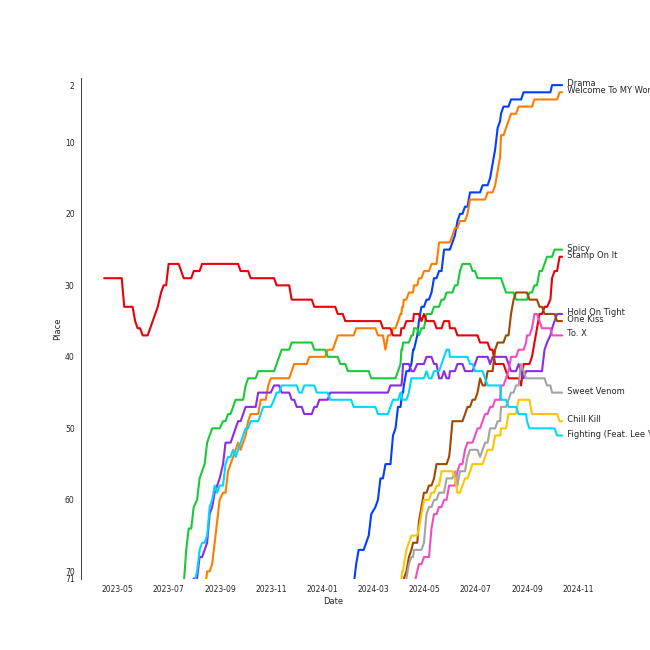 Drama
2
Welcome To MY Wor
10
20
Spicy
Stamp On It
30
Hold On Tight
One Kiss
Place
To. X
40
Sweet Venom
Chill Kill
50
Fighting (Feat. Lee Y
60
70
71
2023-05 2023-07 2023-09 2023-11 2024-01 2024-03 2024-05 2024-07 2024-09 2024-11
Date